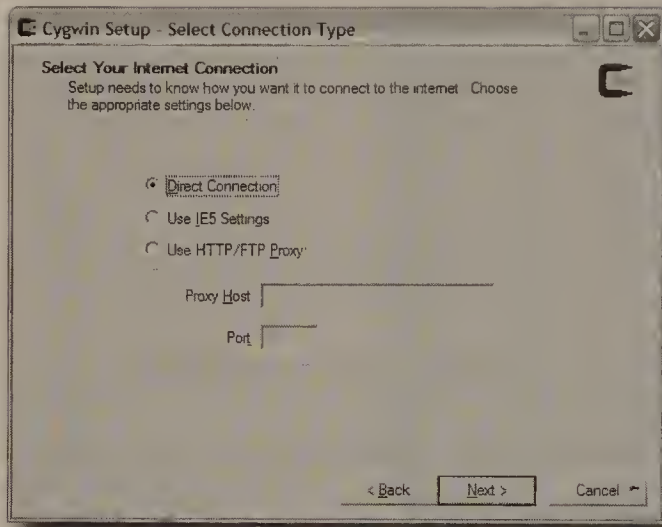 Cygwin Setup - Select Connection Type
Select Your Internet Connection
Setup needs to know how you want it to connect to the internet Choose
the appropriate settings below.
Direct Connection
Use IE5 Settings
Use HTTP/FTP Proxy:
Proxy Host
Port
< Back Next > Cancel